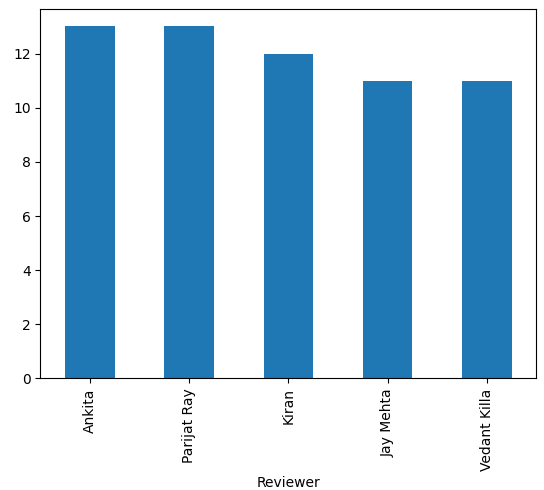 12
10
8
6
4
2
0
Ankita
Parijat Ray
Kiran
Jay Mehta
Vedant Killa
Reviewer